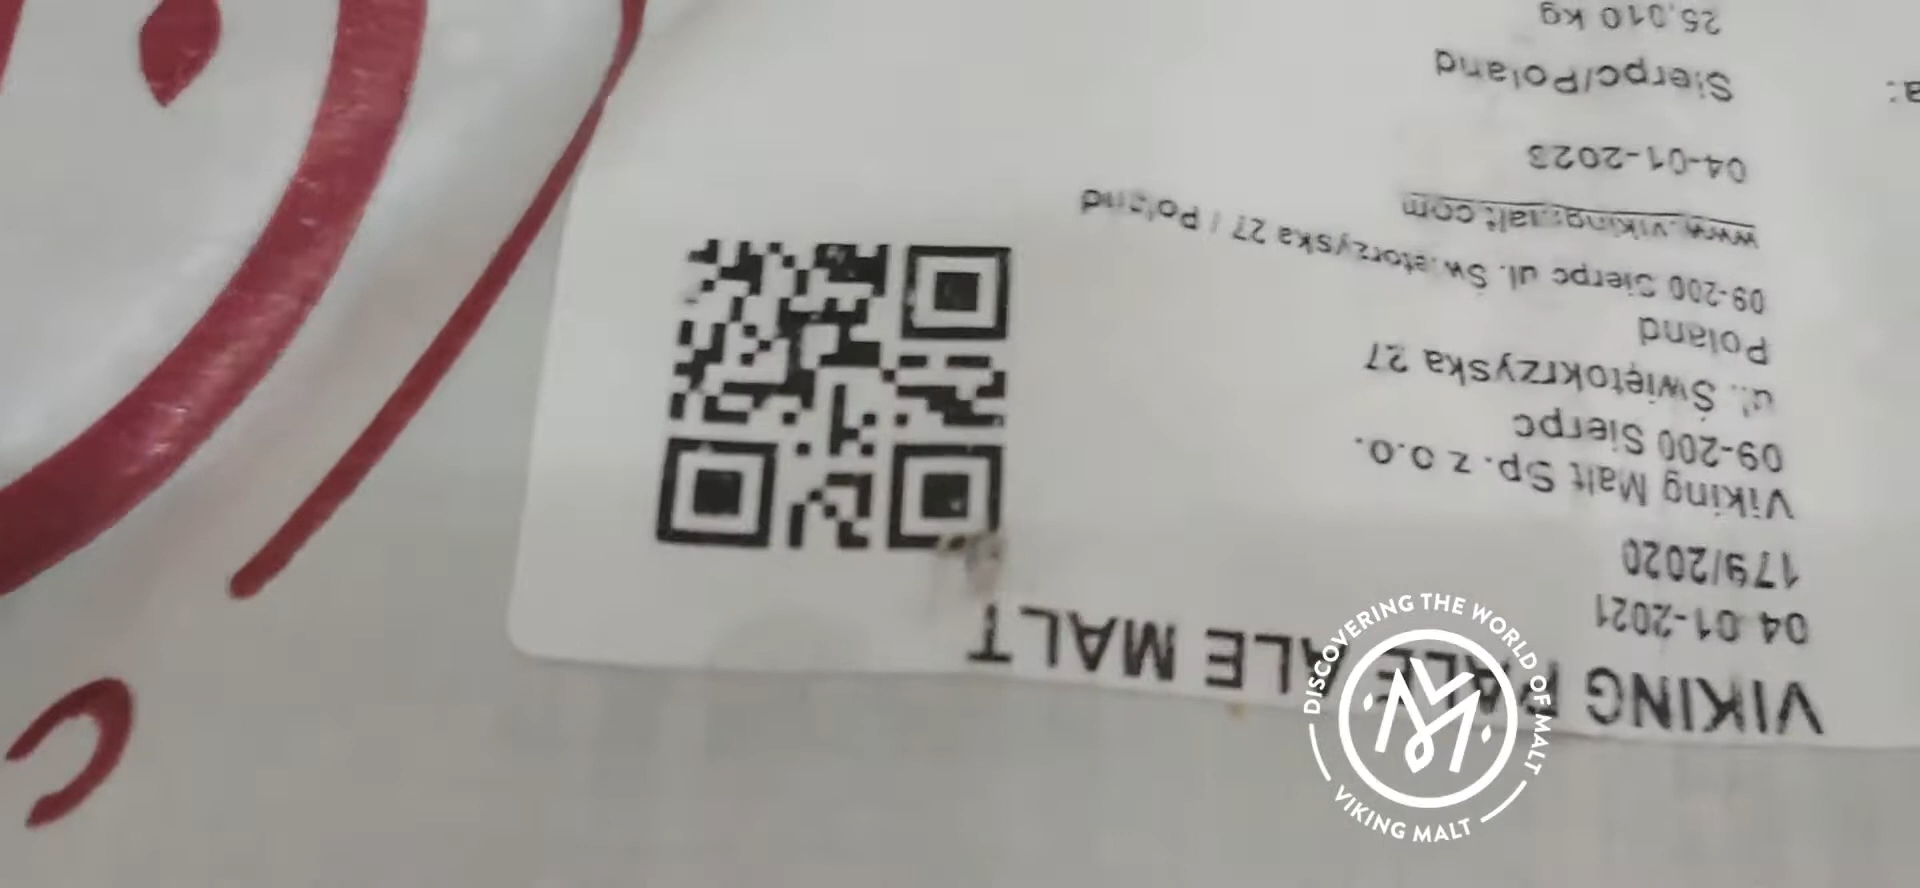 VIKING PALE ALE MALT
04-01-2021
179/2020
Viking Malt Sp. z o.o.
09-200 Sierpc
ul. Świętokrzyska 27
Poland
09-200 Sierpc ul. 27 / Poland
www.vikingmalt.com
04-01-2023
Sierpc/Poland
25,010 kg
DISCOVERING THE WORLD OF MALT
VIKING MALT